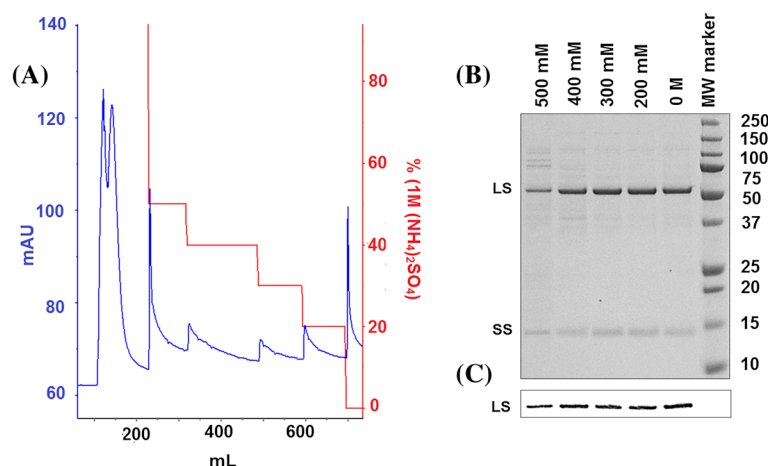 (A)
140
120
100
80
60
mAU
200
400
600
mL
80
60
40
20
0
% (1M (NH₄)₂SO₄)
(B)
500 mM
400 mM
300 mM
200 mM
0 M
MW marker
LS
SS
250
150
100
75
50
37
25
20
15
10
(C)
LS